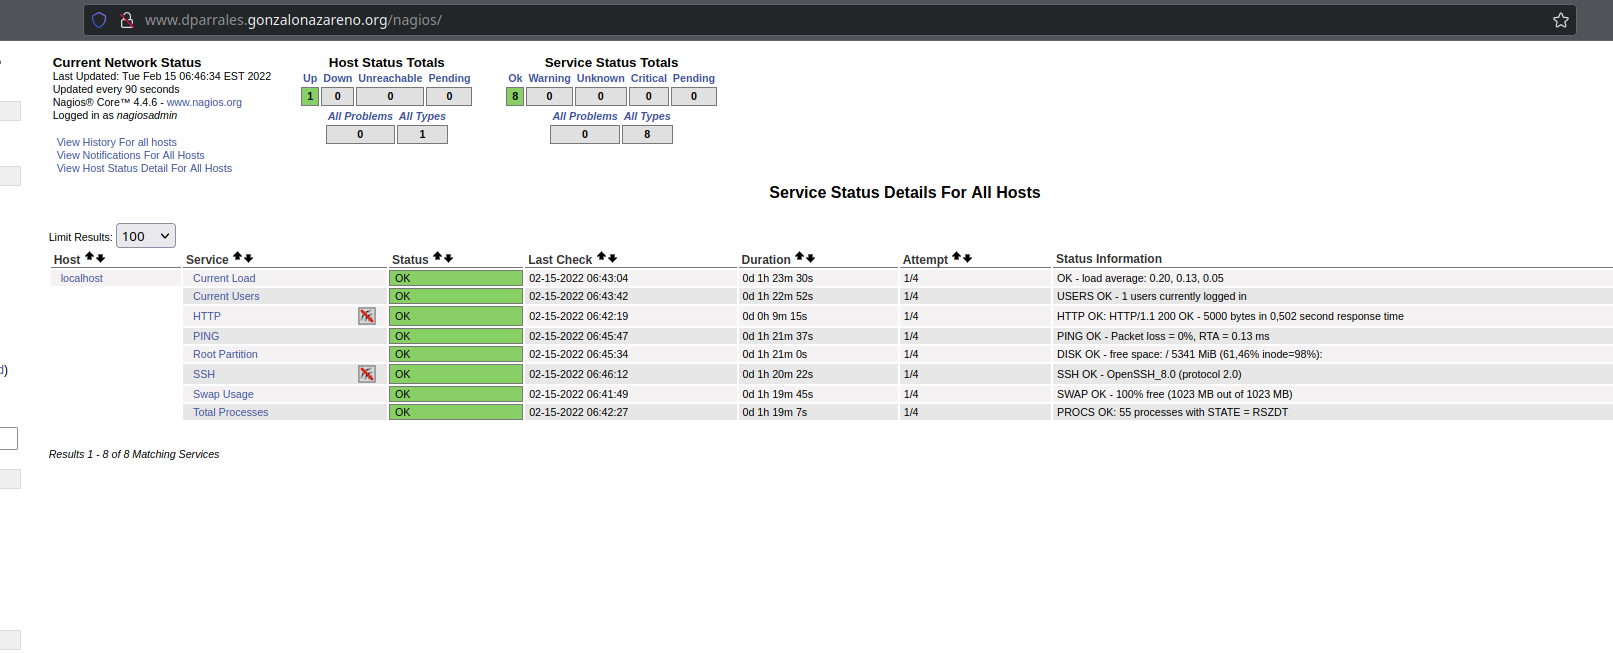 www.dparrales.gonzalonazareno.org/nagios/
Current Network Status
Last Updated: Tue Feb 15 06:46:34 EST 2022
Updated every 90 seconds
Nagios® Core™ 4.4.6 - www.nagios.org
Logged in as nagiosadmin
View History For all hosts
View Notifications For All Hosts
View Host Status Detail For All Hosts
Host Status Totals
Up Down Unreachable Pending
1 0 0 0
All Problems All Types
0 1
Service Status Totals
Ok Warning Unknown Critical Pending
8 0 0 0 0
All Problems All Types
0 8
Service Status Details For All Hosts
Limit Results: 100
Host Service Status Last Check Duration Attempt Status Information
localhost Current Load OK 02-15-2022 06:43:04 0d 1h 23m 30s 1/4 OK - load average: 0.20, 0.13, 0.05
Current Users OK 02-15-2022 06:43:42 0d 1h 22m 52s 1/4 USERS OK - 1 users currently logged in
HTTP OK 02-15-2022 06:42:19 0d 0h 9m 15s 1/4 HTTP OK: HTTP/1.1 200 OK - 5000 bytes in 0,502 second response time
PING OK 02-15-2022 06:45:47 0d 1h 21m 37s 1/4 PING OK - Packet loss = 0%, RTA = 0.13 ms
Root Partition OK 02-15-2022 06:45:34 0d 1h 21m 0s 1/4 DISK OK - free space: / 5341 MiB (61,46% inode=98%):
d) SSH OK 02-15-2022 06:46:12 0d 1h 20m 22s 1/4 SSH OK - OpenSSH_8.0 (protocol 2.0)
Swap Usage OK 02-15-2022 06:41:49 0d 1h 19m 45s 1/4 SWAP OK - 100% free (1023 MB out of 1023 MB)
Total Processes OK 02-15-2022 06:42:27 0d 1h 19m 7s 1/4 PROCS OK: 55 processes with STATE = RSZDT
Results 1 - 8 of 8 Matching Services